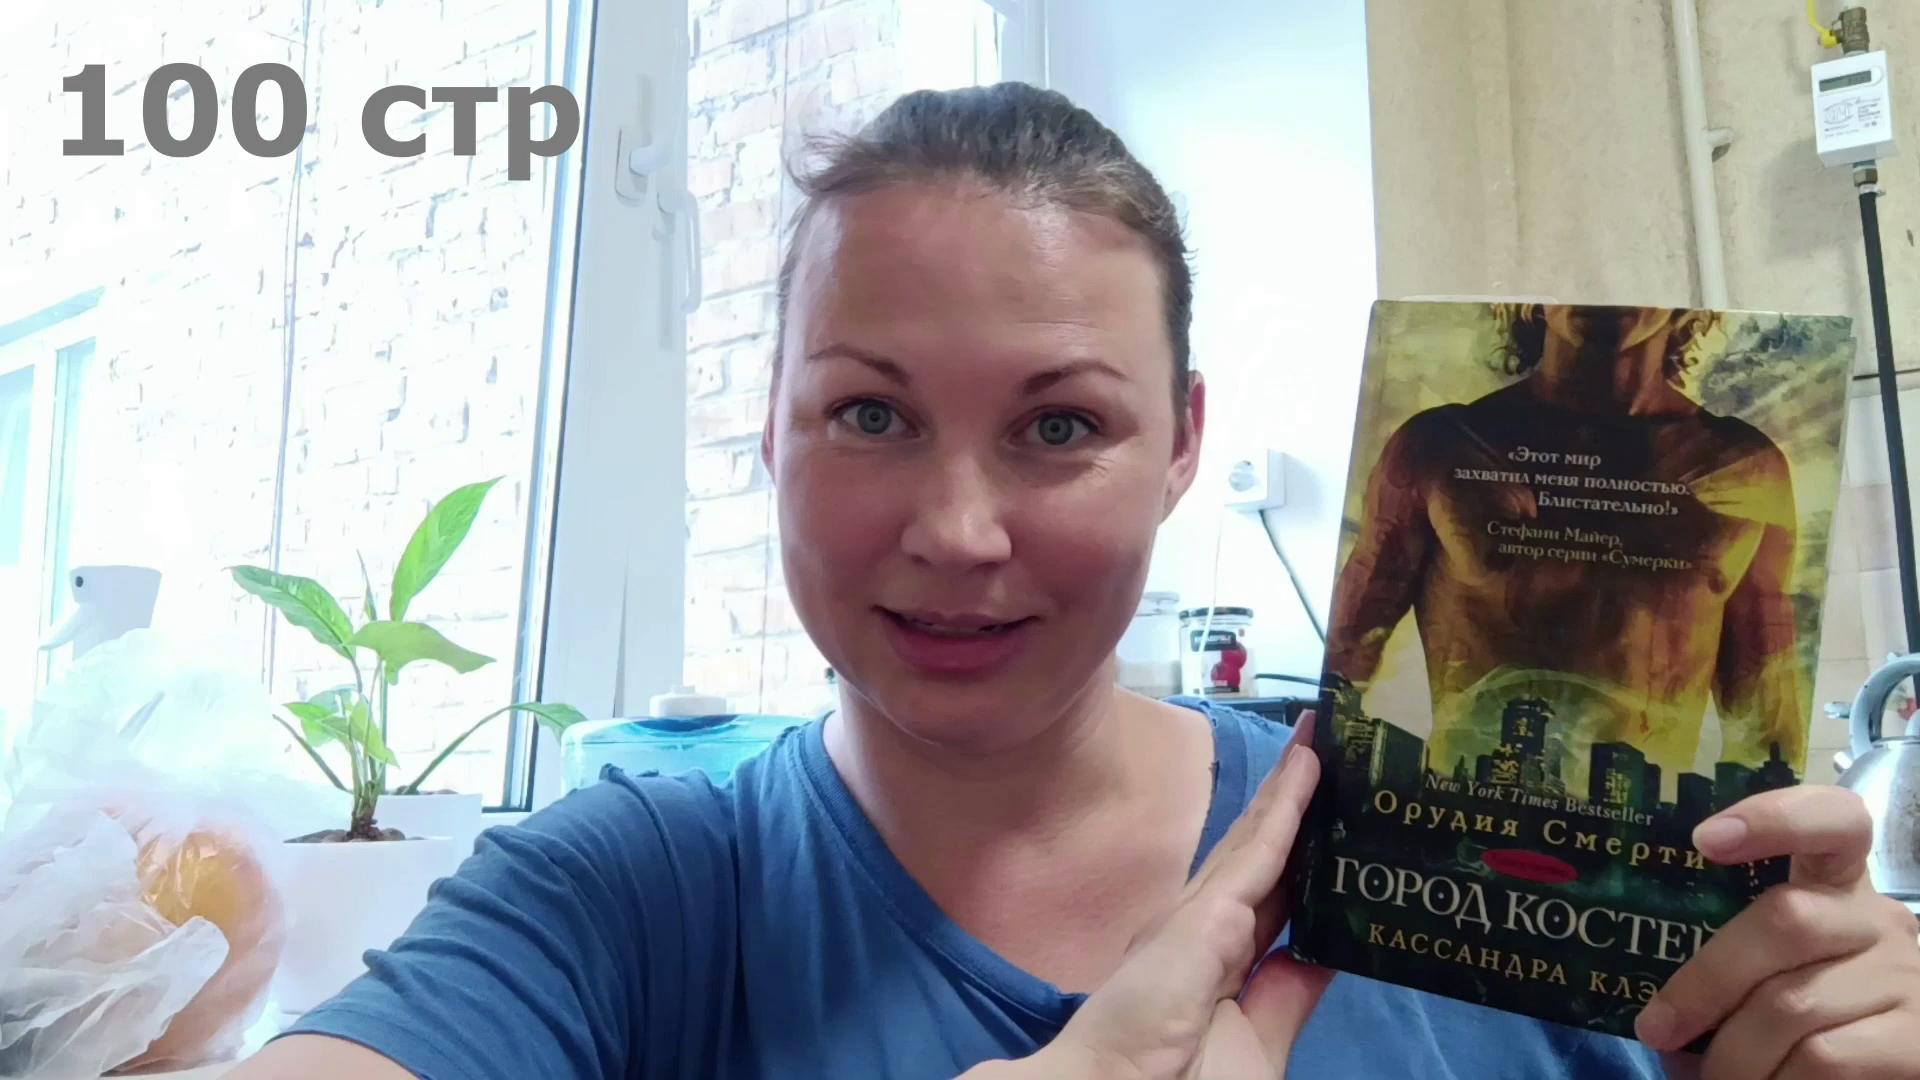 100 стр
«Этот мир
захватил меня полностью.
Блистательно!»
Стефани Майер,
автор серии «Сумерки»
New York Times Bestseller
Орудия Смерти
ГОРОД КОСТЕЙ
КАССАНДРА КЛЭ